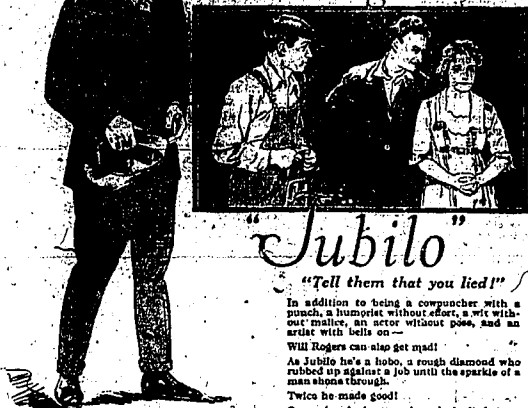 "Jubilo"
"Tell them that you lied!"
In addition to being a cowpuncher with a
punch, a humorist without effort, a wit with-
out malice, an actor without pose, and an
artist with bells on—
Will Rogers can also get mad!
As Jubilo he's a hobo, a rough diamond who
rubbed up against a job until the sparkle of a
man shone through.
Twice he made good!